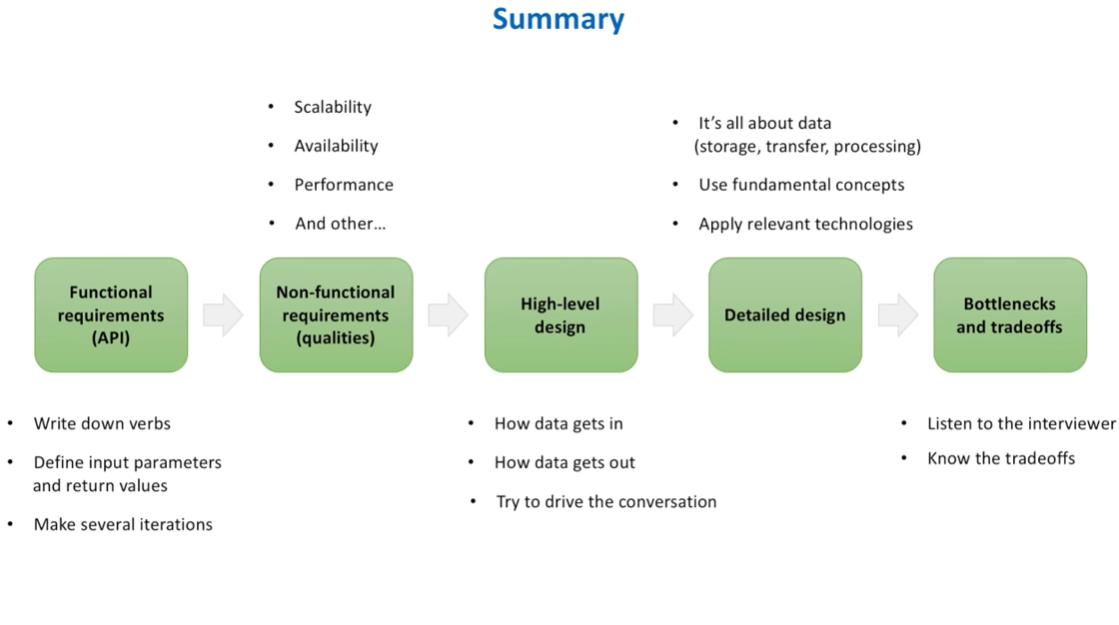 Summary
• Scalability
• Availability
• Performance
• And other...
• It's all about data
(storage, transfer, processing)
• Use fundamental concepts
• Apply relevant technologies
Functional
requirements
(API)
Non-functional
requirements
(qualities)
High-level
design
Detailed design
Bottlenecks
and tradeoffs
• Write down verbs
• Define input parameters
and return values
• Make several iterations
• How data gets in
• How data gets out
• Try to drive the conversation
• Listen to the interviewer
• Know the tradeoffs